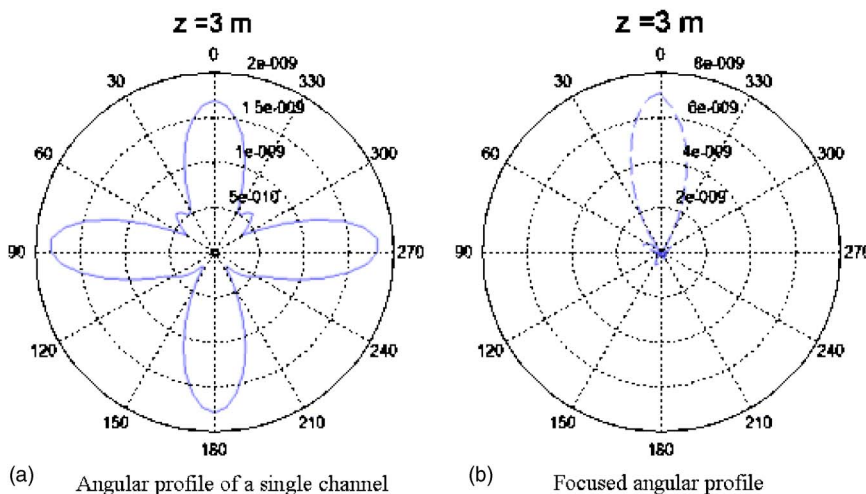 z =3 m
0
2e-009
30
330
1 5e-009
60
1e-009
300
5e-010
90
270
120
240
150
210
180
(a) Angular profile of a single channel
z =3 m
0
8e-009
30
330
6e-009
60
4e-009
300
2e-009
90
270
120
240
150
210
180
(b) Focused angular profile